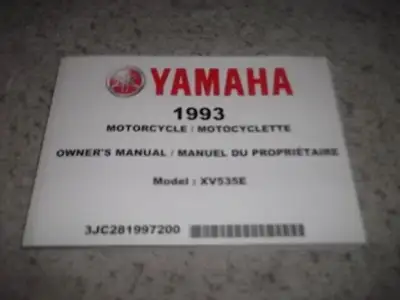 YAMAHA
1993
MOTORCYCLE / MOTOCYCLETTE
OWNER'S MANUAL / MANUEL DU PROPRIÉTAIRE
Model : XV535E
3JC281997200